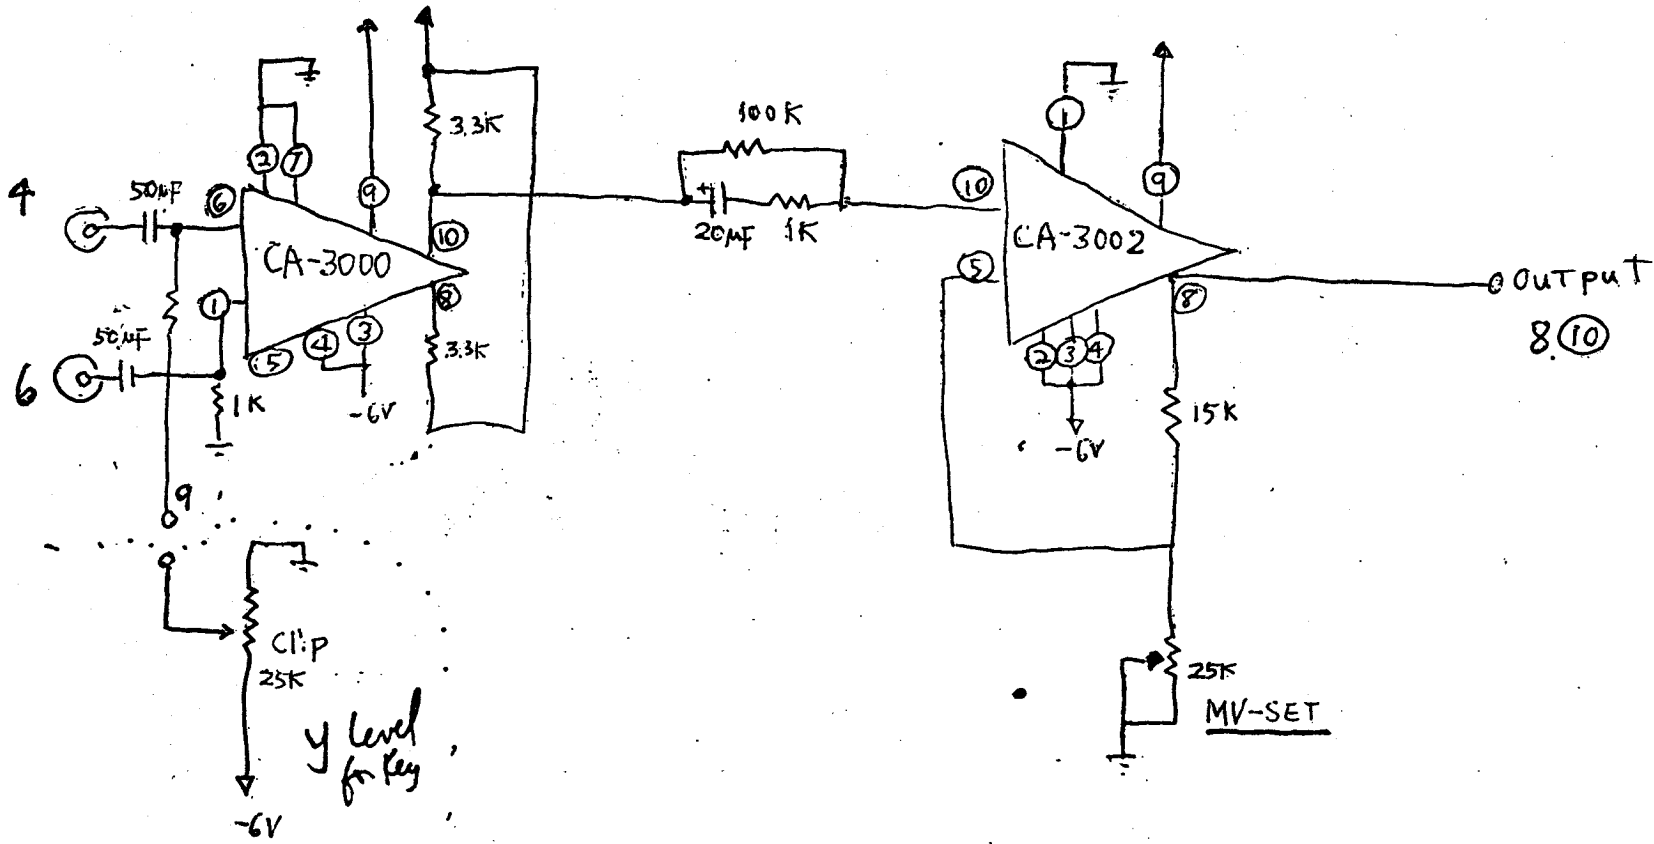 4
50µF
⑥
②
⑦
⑨
3.3K
⑩
CA-3000
①
50µF
⑤
④
③
⑧
3.3K
6
1K
-6V
9
Clip
25K
-6V
y level
for key
100K
20µF
1K
+
⑩
①
⑨
CA-3002
⑤
⑧
②
③
④
-6V
15K
OUTPUT
8.⑩
25K
MV-SET